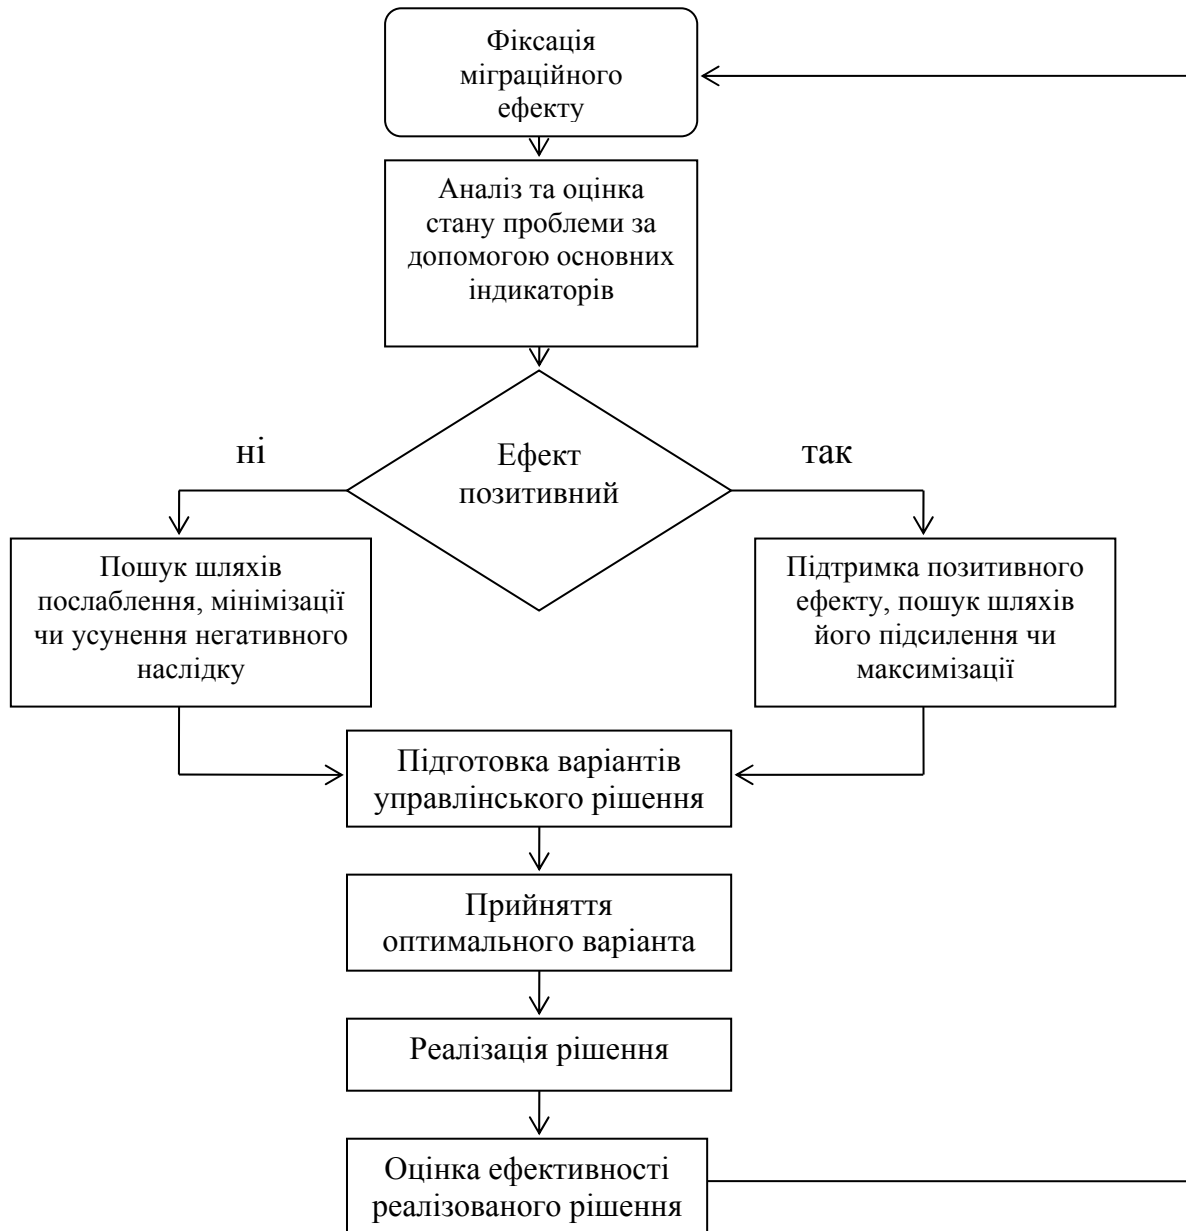 Фіксація
міграційного
ефекту
Аналіз та оцінка
стану проблеми за
допомогою основних
індикаторів
ні
Ефект
позитивний
так
Пошук шляхів
послаблення, мінімізації
чи усунення негативного
наслідку
Підтримка позитивного
ефекту, пошук шляхів
його підсилення чи
максимізації
Підготовка варіантів
управлінського рішення
Прийняття
оптимального варіанта
Реалізація рішення
Оцінка ефективності
реалізованого рішення